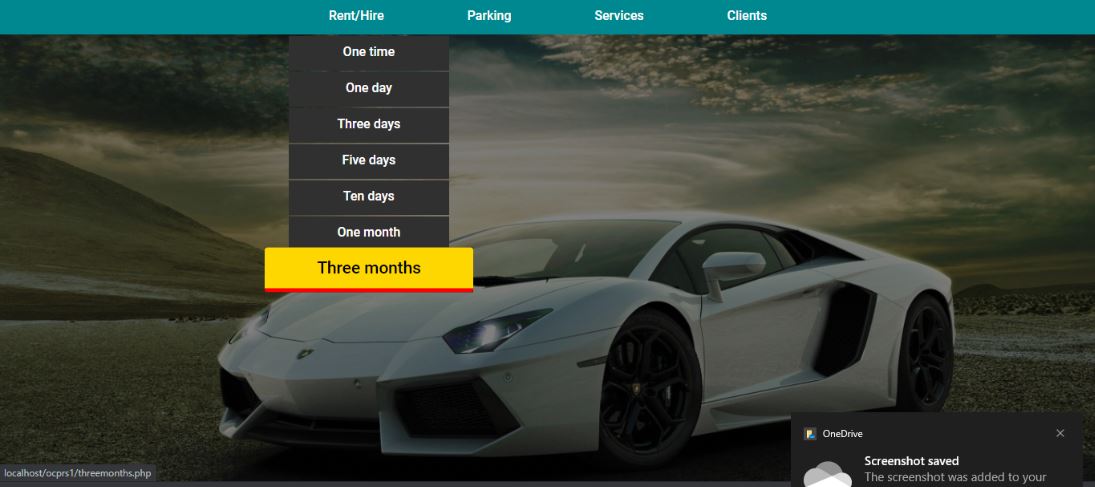 Rent/Hire
Parking
Services
Clients
One time
One day
Three days
Five days
Ten days
One month
Three months
OneDrive
Screenshot saved
The screenshot was added to your
localhost/ocprs1/threemonths.php